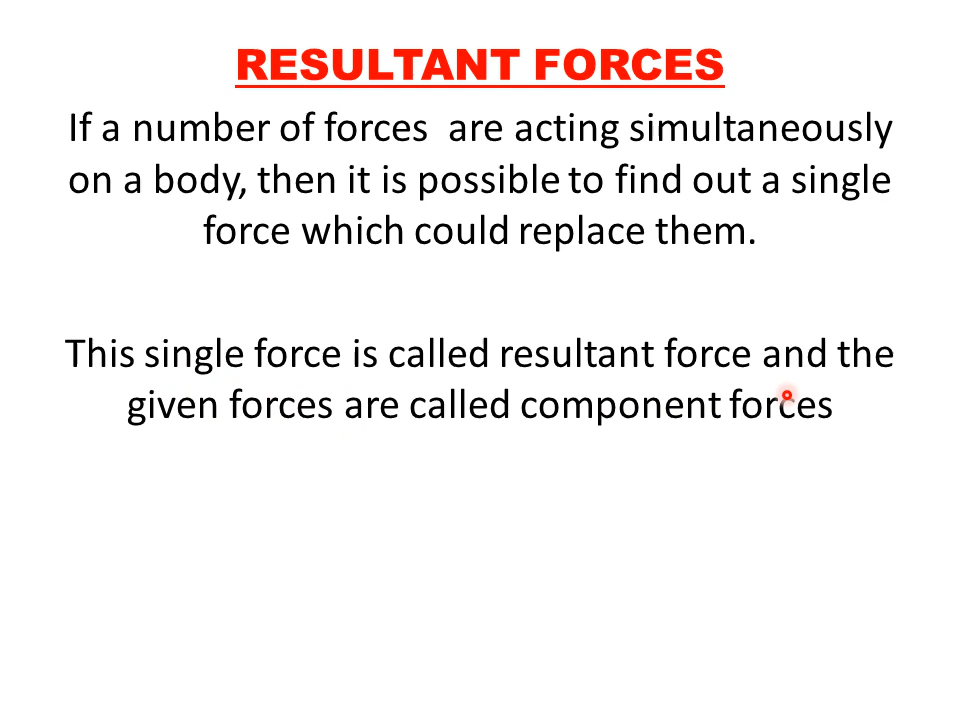 RESULTANT FORCES
If a number of forces  are acting simultaneously
on a body, then it is possible to find out a single
force which could replace them.
This single force is called resultant force and the
given forces are called component forces